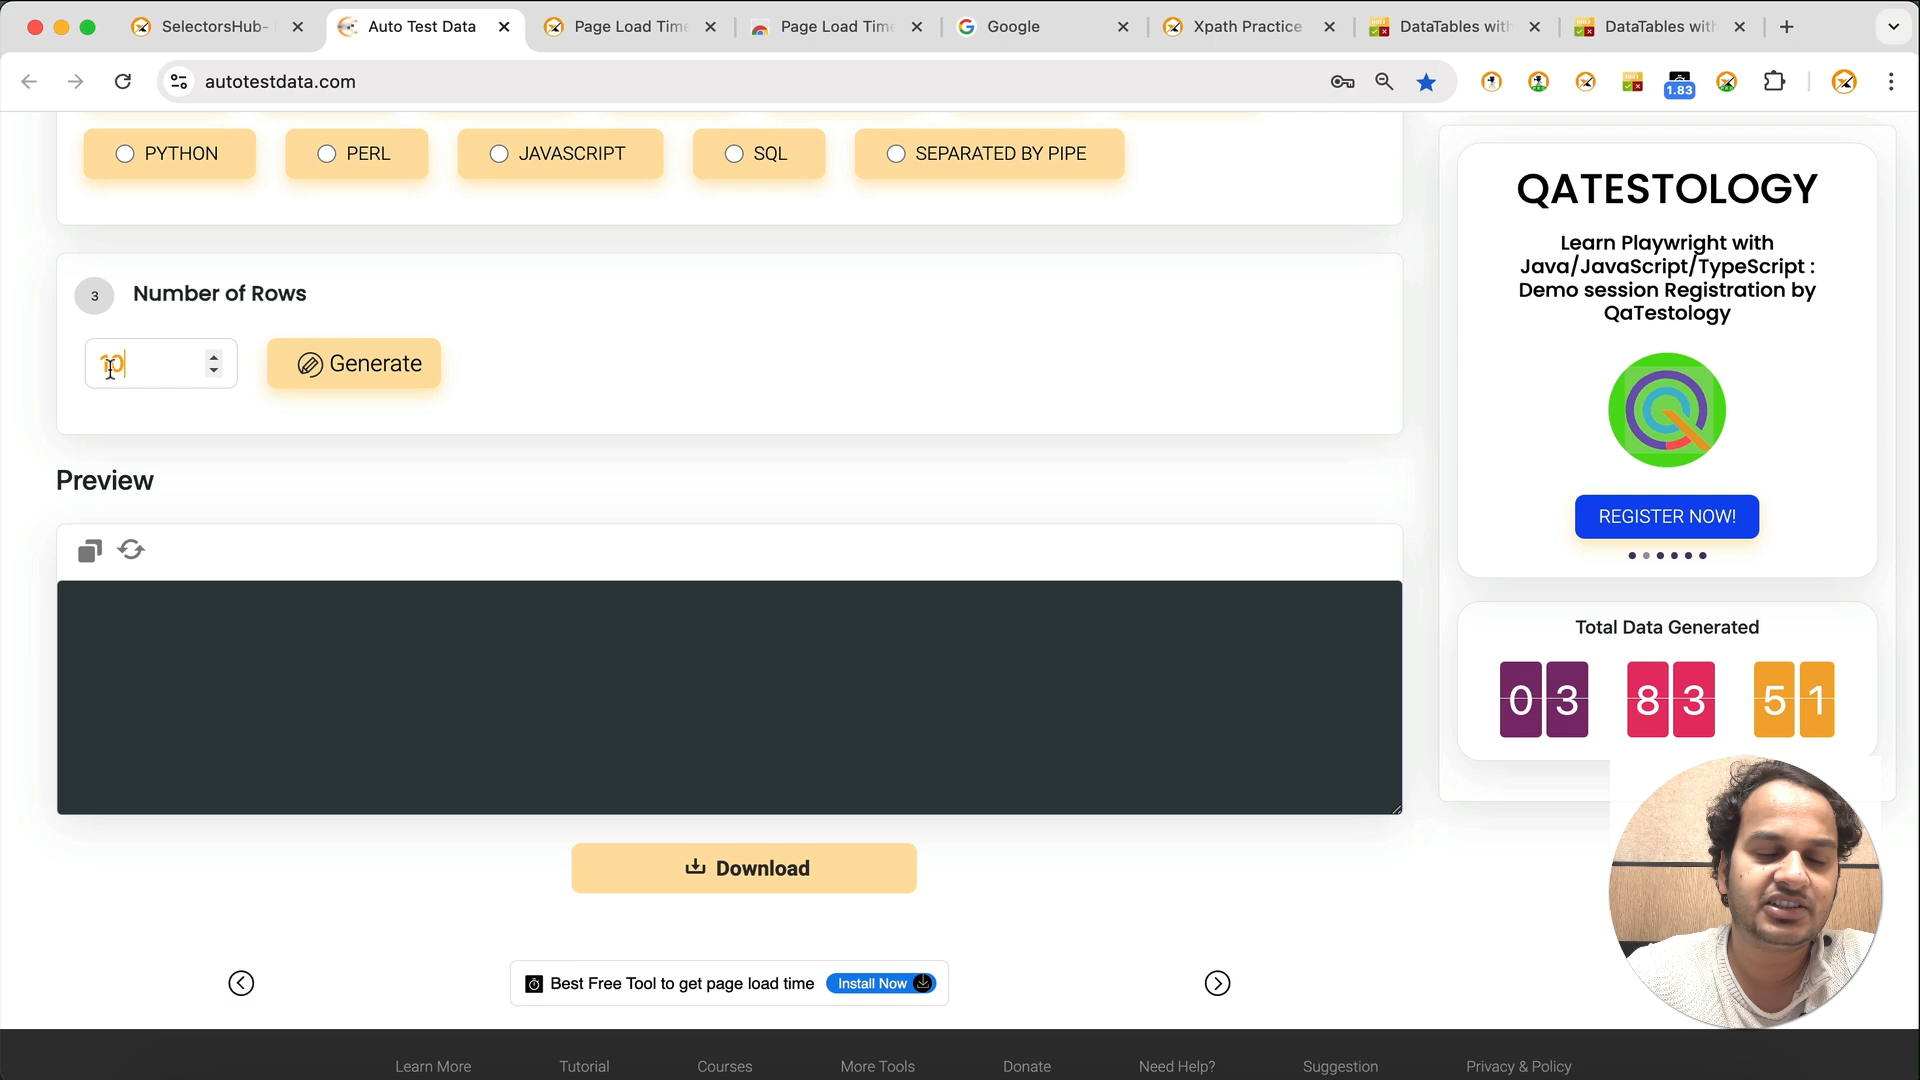 SelectorsHub-
Auto Test Data
Page Load Time
Page Load Time
Google
Xpath Practice
DataTables with
DataTables with
autotestdata.com
1.83
PYTHON
PERL
JAVASCRIPT
SQL
SEPARATED BY PIPE
3
Number of Rows
10
Generate
Preview
Download
Best Free Tool to get page load time
Install Now
QATESTOLOGY
Learn Playwright with
Java/JavaScript/TypeScript :
Demo session Registration by
QaTestology
REGISTER NOW!
Total Data Generated
03 83 51
Learn More
Tutorial
Courses
More Tools
Donate
Need Help?
Suggestion
Privacy & Policy